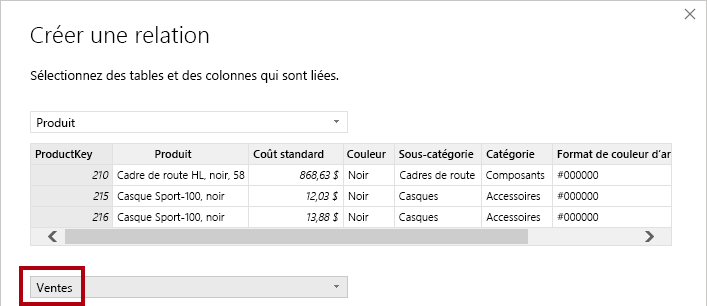 Créer une relation
Sélectionnez des tables et des colonnes qui sont liées.
Produit
ProductKey Produit Coût standard Couleur Sous-catégorie Catégorie Format de couleur d'ar
210 Cadre de route HL, noir, 58 868,63 $ Noir Cadres de route Composants #000000
215 Casque Sport-100, noir 12,03 $ Noir Casques Accessoires #000000
216 Casque Sport-100, noir 13,88 $ Noir Casques Accessoires #000000
Ventes